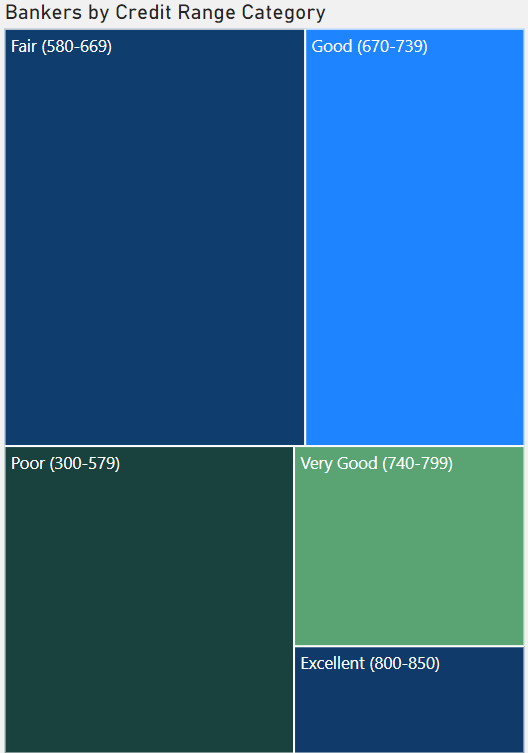 Bankers by Credit Range Category
Fair (580-669)
Good (670-739)
Poor (300-579)
Very Good (740-799)
Excellent (800-850)